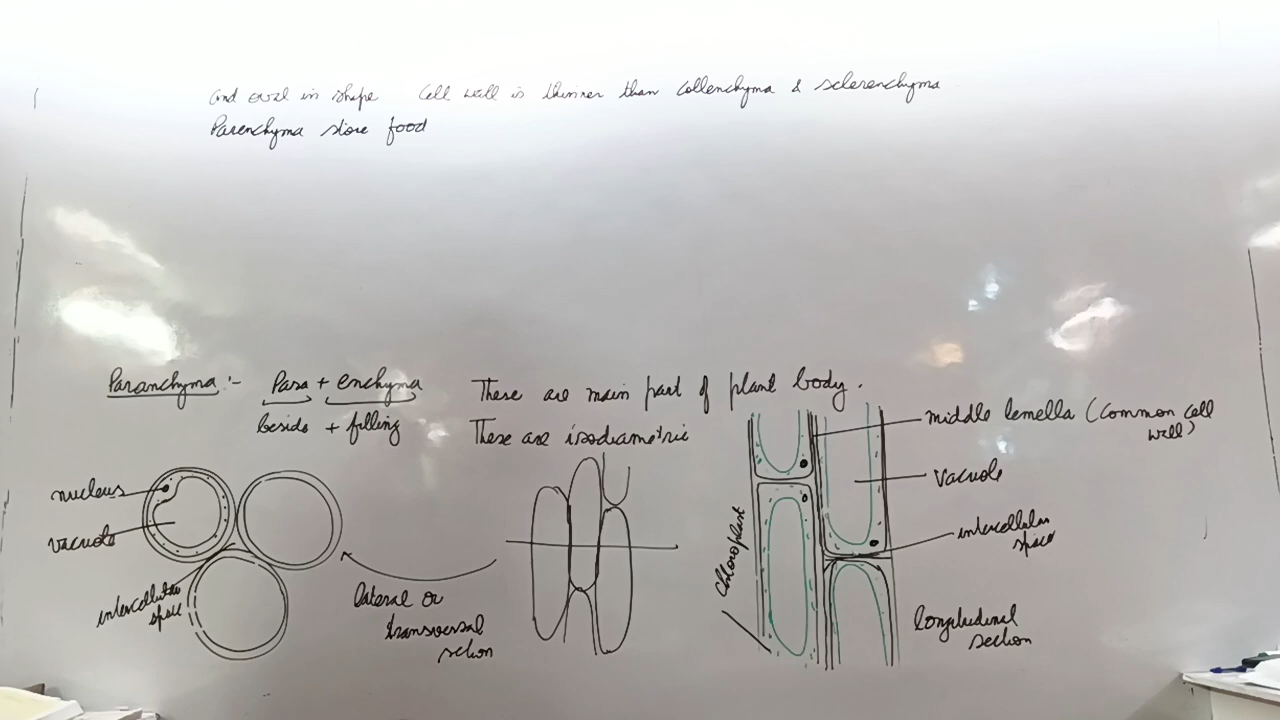 and oval in shape Cell wall is thinner than Collenchyma & sclerenchyma
Parenchyma store food
Paranchyma :- Para + enchyma These are main part of plant body.
beside + filling These are isodiametric
nucleus
vacuole
intercellular
space
lateral or
transversal
section
Chloroplast
middle lemella (Common cell
wall)
vacuole
intercellular
space
longitudinal
section